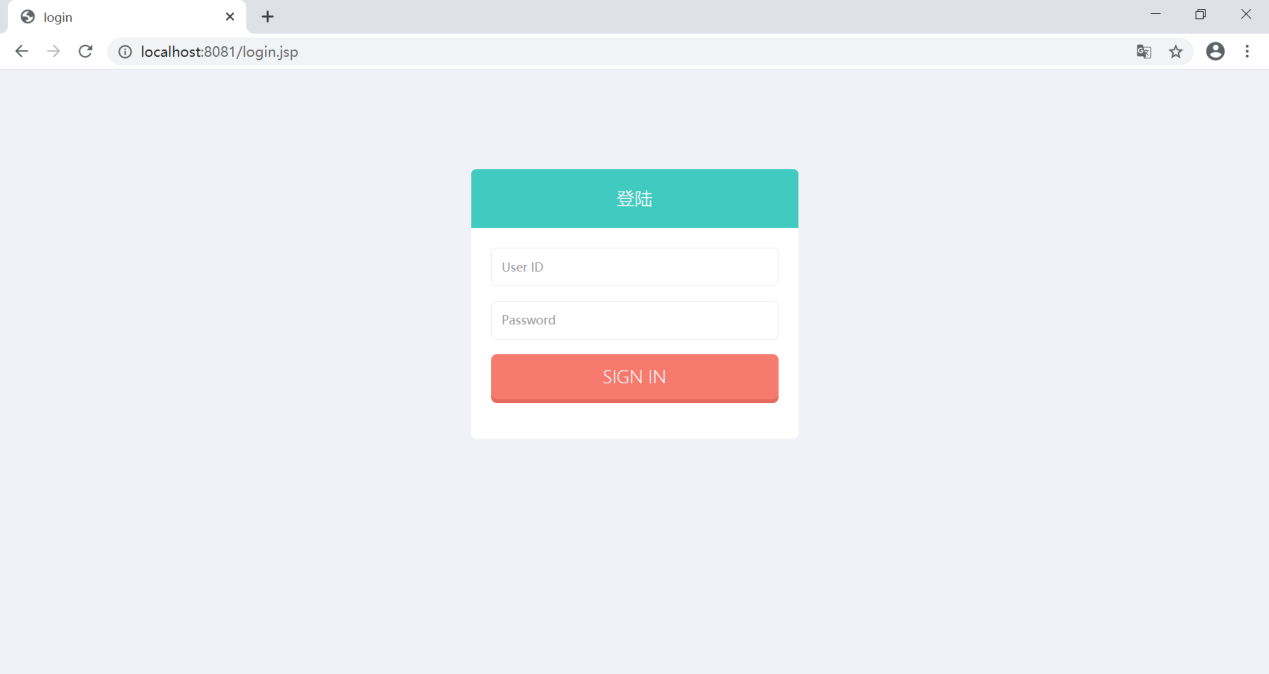 login
localhost:8081/login.jsp
登陆
User ID
Password
SIGN IN